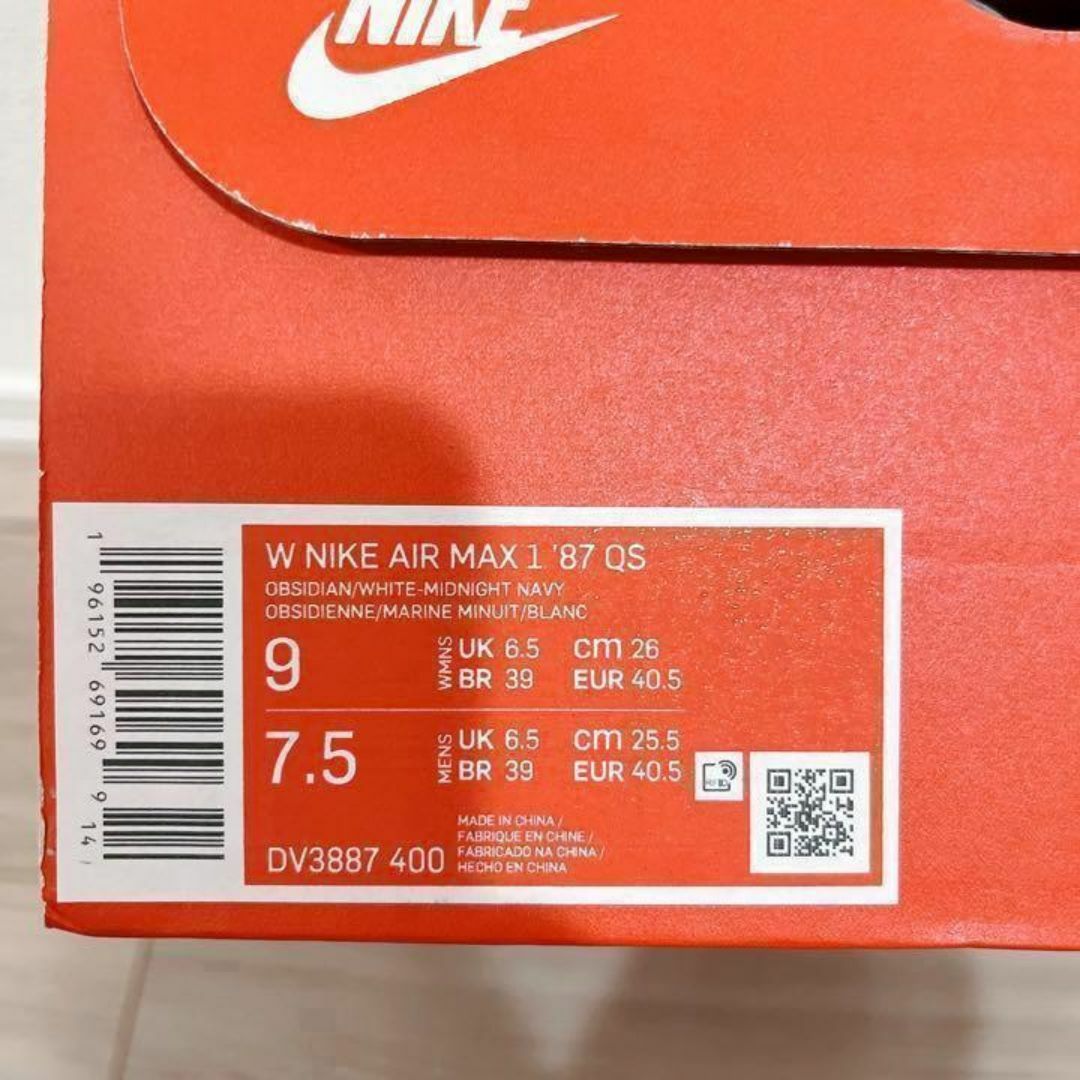 NIKE
W NIKE AIR MAX 1 '87 QS
OBSIDIAN/WHITE-MIDNIGHT NAVY
OBSIDIENNE/MARINE MINUIT/BLANC
9 WMNS UK 6.5 cm 26
BR 39 EUR 40.5
7.5 MENS UK 6.5 cm 25.5
BR 39 EUR 40.5
DV3887 400
MADE IN CHINA /
FABRIQUE EN CHINE /
FABRICADO NA CHINA /
HECHO EN CHINA
1 96152 69169 9 14 /